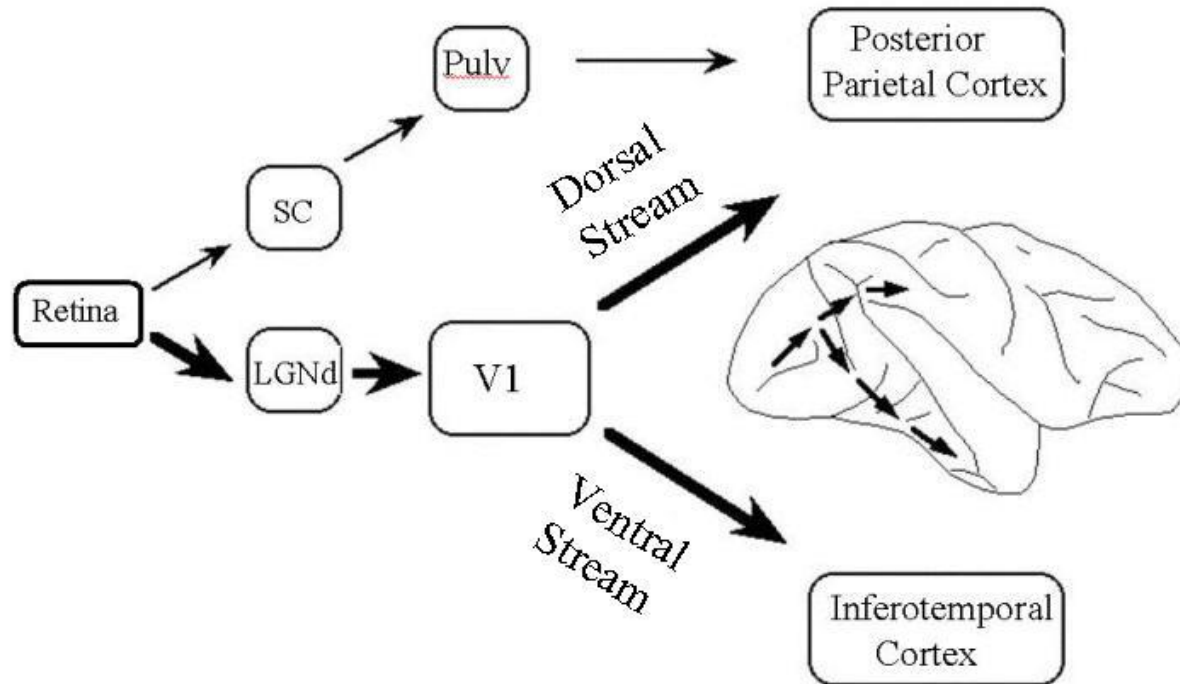 Pulv
Posterior
Parietal Cortex
Dorsal
Stream
SC
Retina
LGNd
V1
Ventral
Stream
Inferotemporal
Cortex